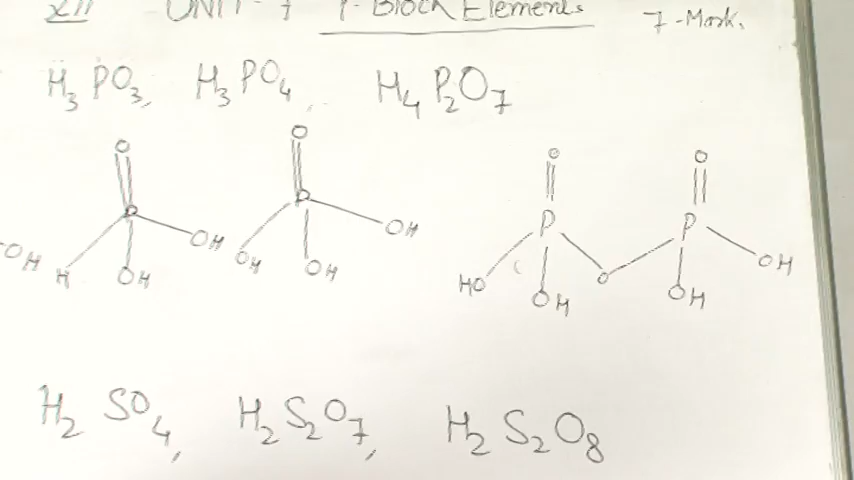 XII UNIT-7 P-Block Elements 7-Mark.
H3PO3, H3PO4, H4P2O7
O O O O
P P P P
OH H OH OH OH OH OH HO OH O OH OH
H2SO4, H2S2O7, H2S2O8